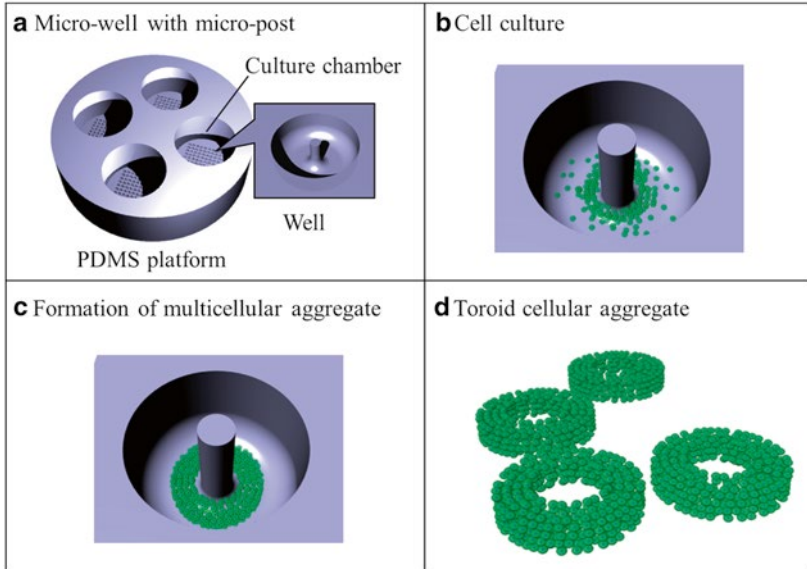 a Micro-well with micro-post
Culture chamber
Well
PDMS platform
b Cell culture
c Formation of multicellular aggregate
d Toroid cellular aggregate